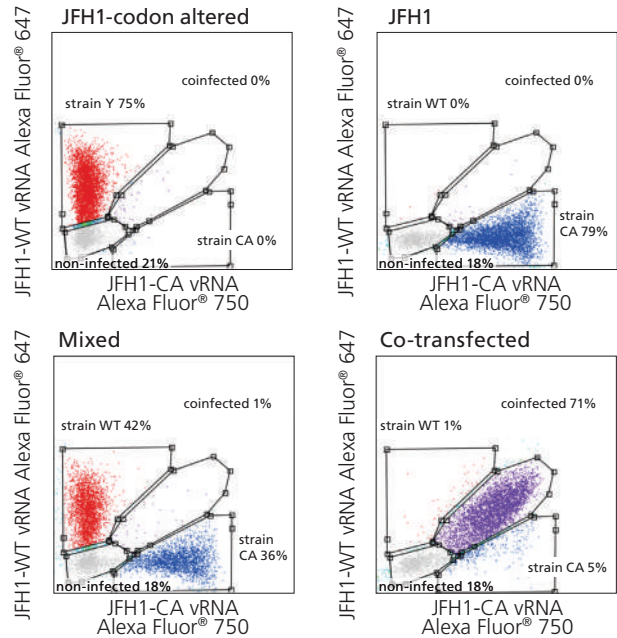 JFH1-codon altered
JFH1-WT vRNA Alexa Fluor® 647
coinfected 0%
strain Y 75%
strain CA 0%
non-infected 21%
JFH1-CA vRNA
Alexa Fluor® 750
JFH1
JFH1-WT vRNA Alexa Fluor® 647
coinfected 0%
strain WT 0%
strain
CA 79%
non-infected 18%
JFH1-CA vRNA
Alexa Fluor® 750
Mixed
JFH1-WT vRNA Alexa Fluor® 647
coinfected 1%
strain WT 42%
strain
CA 36%
non-infected 18%
JFH1-CA vRNA
Alexa Fluor® 750
Co-transfected
JFH1-WT vRNA Alexa Fluor® 647
coinfected 71%
strain WT 1%
strain CA 5%
non-infected 18%
JFH1-CA vRNA
Alexa Fluor® 750